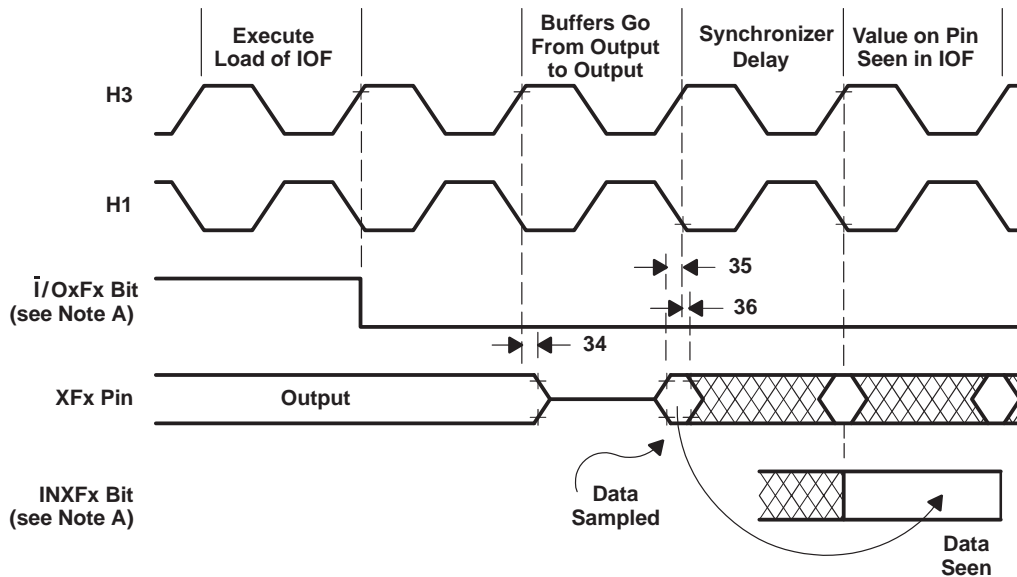 Execute
Load of IOF
Buffers Go
From Output
to Output
Synchronizer
Delay
Value on Pin
Seen in IOF
H3
H1
Ī/OxFx Bit
(see Note A)
35
36
34
XFx Pin
Output
INXFx Bit
(see Note A)
Data
Sampled
Data
Seen